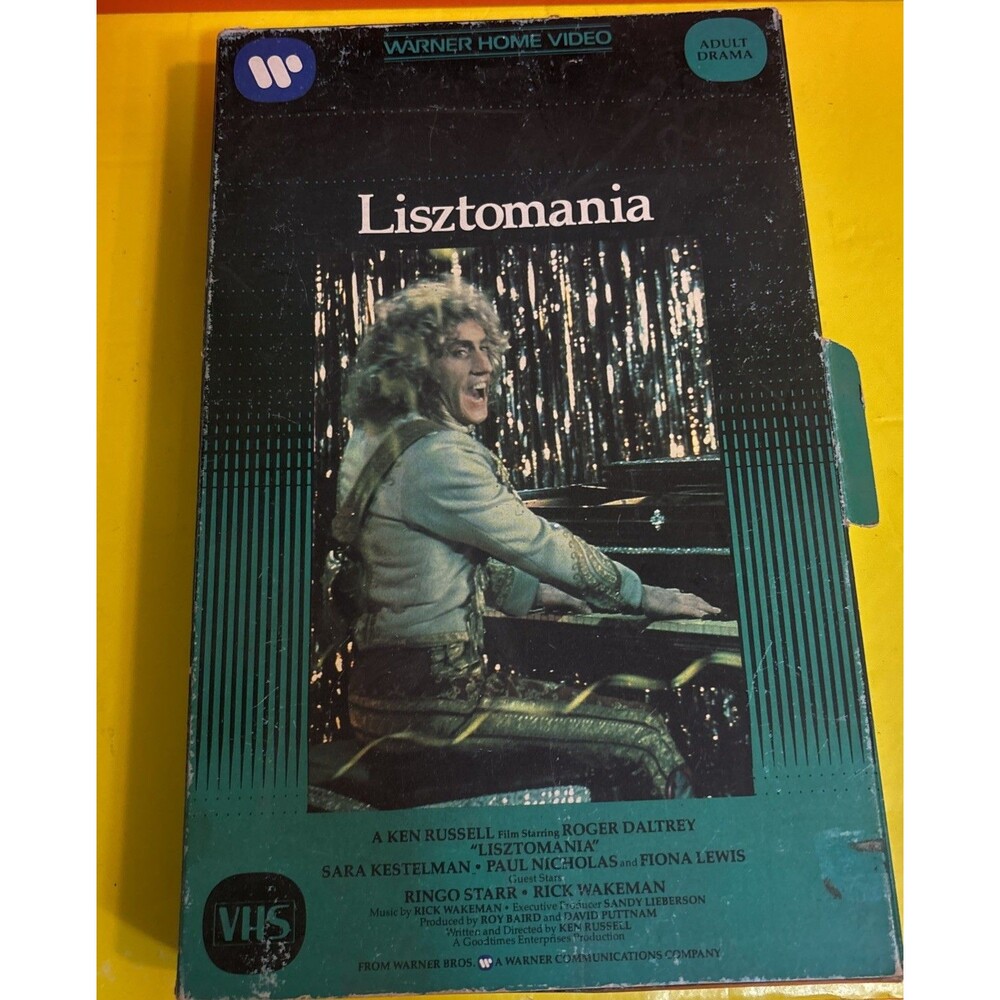 WARNER HOME VIDEO
ADULT
DRAMA
Lisztomania
A KEN RUSSELL Film Starring ROGER DALTREY
"LISZTOMANIA"
SARA KESTELMAN • PAUL NICHOLAS and FIONA LEWIS
Guest Stars
RINGO STARR • RICK WAKEMAN
Music by RICK WAKEMAN • Executive Producer SANDY LIEBERSON
Produced by ROY BAIRD and DAVID PUTTNAM
Written and Directed by KEN RUSSELL
A Goodtimes Enterprises Production
VHS
FROM WARNER BROS. A WARNER COMMUNICATIONS COMPANY